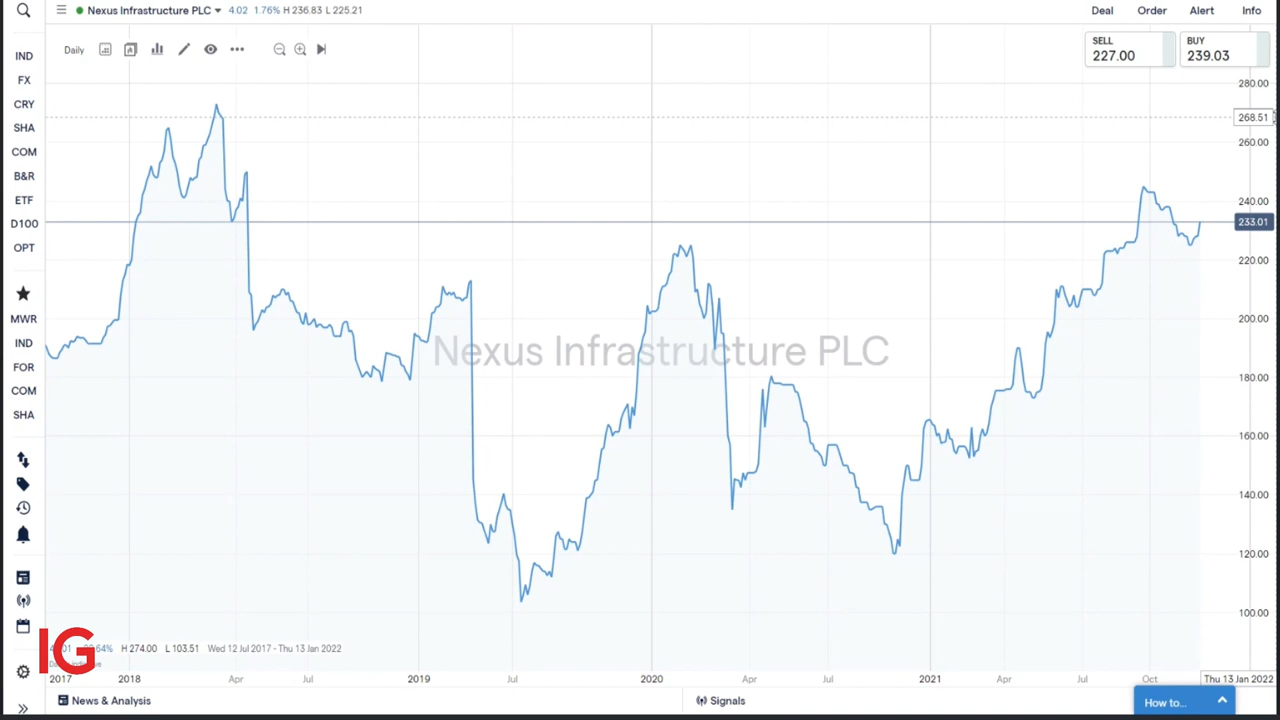 Nexus Infrastructure PLC 4.02 1.76% H 236.83 L 225.21
Deal Order Alert Info
Daily
SELL
227.00
BUY
239.03
IND
FX
CRY
SHA
COM
B&R
ETF
D100
OPT
MWR
IND
FOR
COM
SHA
280.00
268.51
260.00
240.00
233.01
220.00
200.00
180.00
160.00
140.00
120.00
100.00
Nexus Infrastructure PLC
IG
H 274.00 L 103.51 Wed 12 Jul 2017 - Thu 13 Jan 2022
2017 2018 Apr Jul 2019 Jul 2020 Apr Jul 2021 Apr Jul Oct Thu 13 Jan 2022
News & Analysis
Signals
How to...